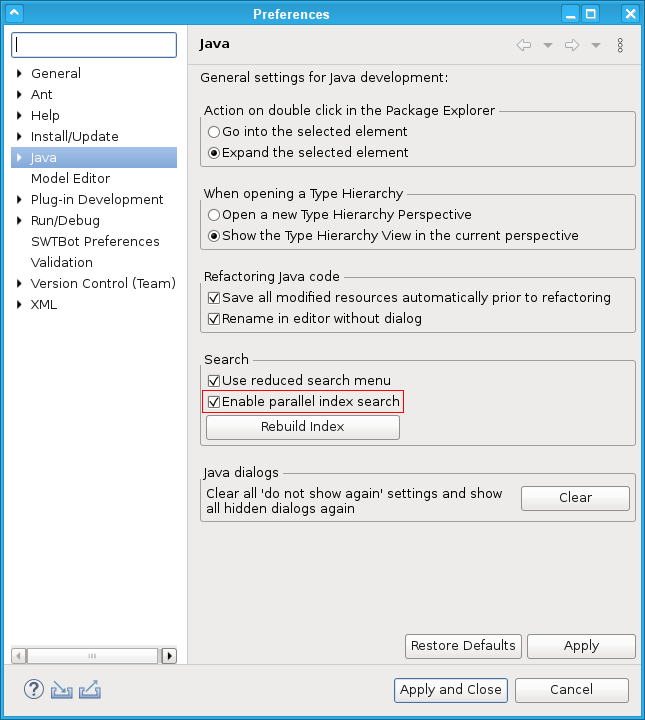 Preferences
Java
General
Ant
Help
Install/Update
Java
Model Editor
Plug-in Development
Run/Debug
SWTBot Preferences
Validation
Version Control (Team)
XML
General settings for Java development:
Action on double click in the Package Explorer
Go into the selected element
Expand the selected element
When opening a Type Hierarchy
Open a new Type Hierarchy Perspective
Show the Type Hierarchy View in the current perspective
Refactoring Java code
Save all modified resources automatically prior to refactoring
Rename in editor without dialog
Search
Use reduced search menu
Enable parallel index search
Rebuild Index
Java dialogs
Clear all 'do not show again' settings and show
all hidden dialogs again
Clear
Restore Defaults
Apply
?
Apply and Close
Cancel